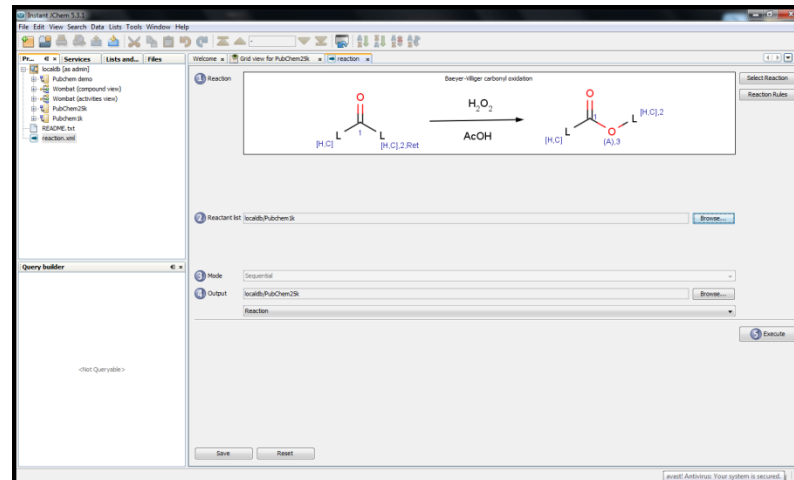 Instant JChem 5.3.1
File Edit View Search Data Lists Tools Window Help
Pr... Services Lists and... Files
Welcome Grid view for PubChem25k reaction
localdb [as admin]
Pubchem demo
Wombat (compound view)
Wombat (activities view)
PubChem25k
Pubchem1k
README.txt
reaction.xml
1 Reaction
Baeyer-Villiger carbonyl oxidation
Select Reaction
Reaction Rules
O H2O2 O
L 1 L AcOH L 1 O L [H,C],2
[H,C] [H,C],2,Ret [H,C] (A),3
2 Reactant list localdb/Pubchem1k Browse...
Query builder
3 Mode Sequential
4 Output localdb/PubChem25k Browse...
Reaction
5 Execute
<Not Queryable>
Save Reset
avast! Antivirus: Your system is secured.